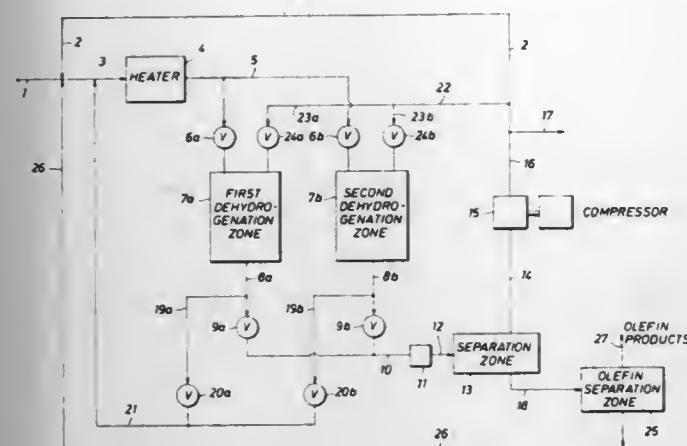 2
4
2
3
HEATER
5
1
22
23a
23b
6a
V
V
24a
6b
V
V
24b
17
26
16
7a
FIRST
DEHYDRO-
GENATION
ZONE
7b
SECOND
DEHYDRO-
GENATION
ZONE
15
COMPRESSOR
8a
8b
14
19a
19b
9a
V
9b
V
12
27
OLEFIN
PRODUCTS
SEPARATION
ZONE
10
11
13
OLEFIN
SEPARATION
ZONE
18
V
20a
V
20b
21
26
25